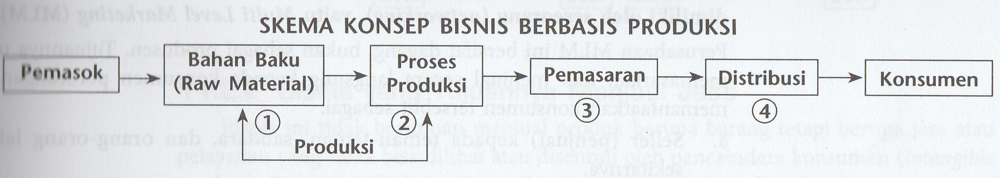 SKEMA KONSEP BISNIS BERBASIS PRODUKSI
Pemasok
Bahan Baku
(Raw Material)
Proses
Produksi
Pemasaran
Distribusi
Konsumen
1
2
3
4
Produksi